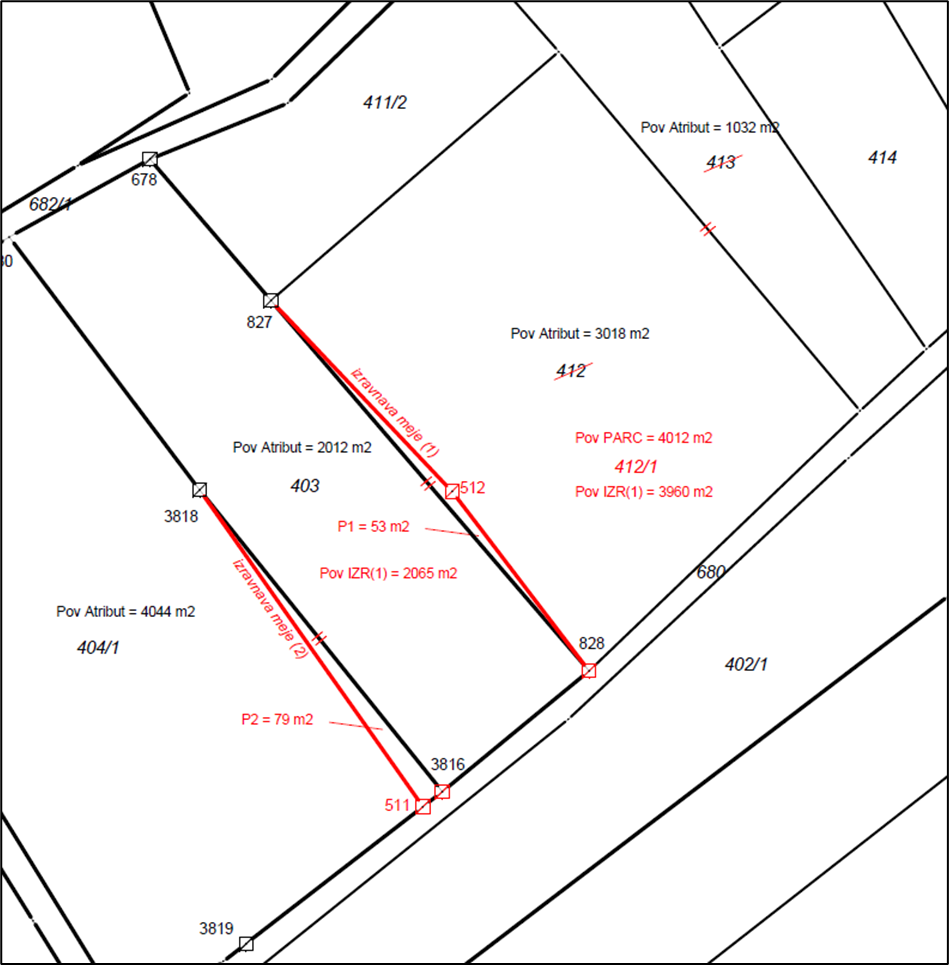 411/2
Pov Atribut = 1032 m2
413
414
678
682/1
30
827
Pov Atribut = 3018 m2
412
izravnava meje (1)
Pov PARC = 4012 m2
412/1
Pov IZR(1) = 3960 m2
Pov Atribut = 2012 m2
403
512
3818
P1 = 53 m2
Pov IZR(1) = 2065 m2
680
izravnava meje (2)
Pov Atribut = 4044 m2
404/1
828
402/1
P2 = 79 m2
3816
511
3819